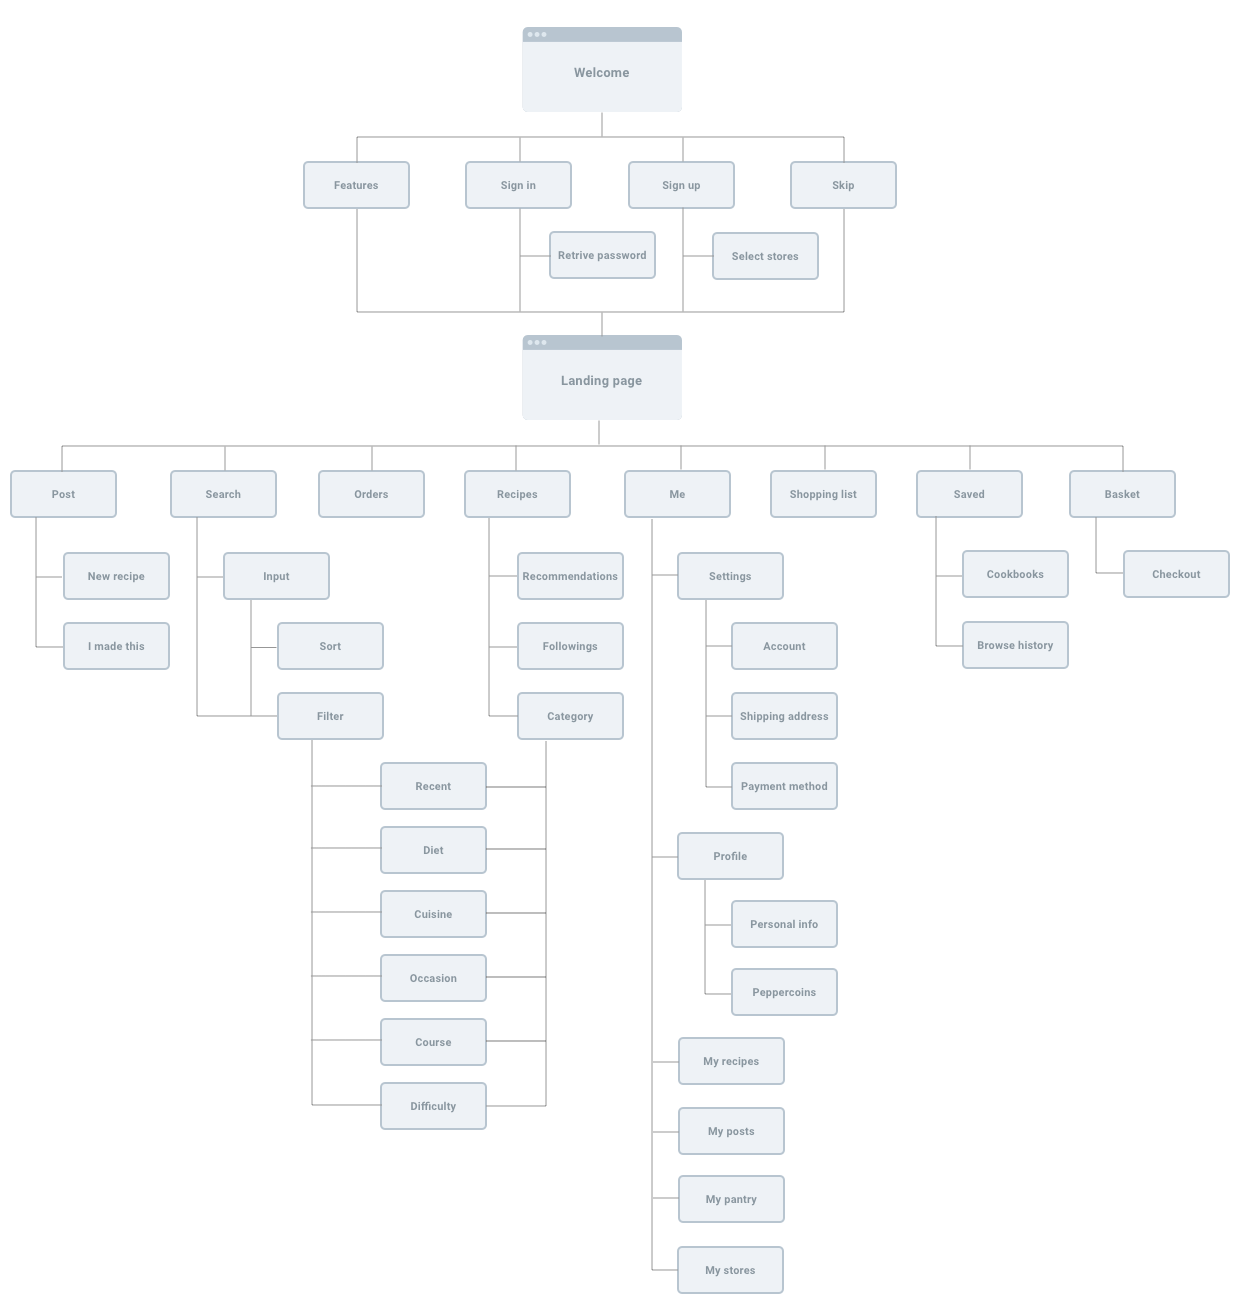 Welcome
Features
Sign in
Sign up
Skip
Retrive password
Select stores
Landing page
Post
Search
Orders
Recipes
Me
Shopping list
Saved
Basket
New recipe
Input
Recommendations
Settings
Cookbooks
Checkout
I made this
Sort
Followings
Account
Browse history
Filter
Category
Shipping address
Recent
Payment method
Diet
Profile
Cuisine
Personal info
Occasion
Peppercoins
Course
My recipes
Difficulty
My posts
My pantry
My stores